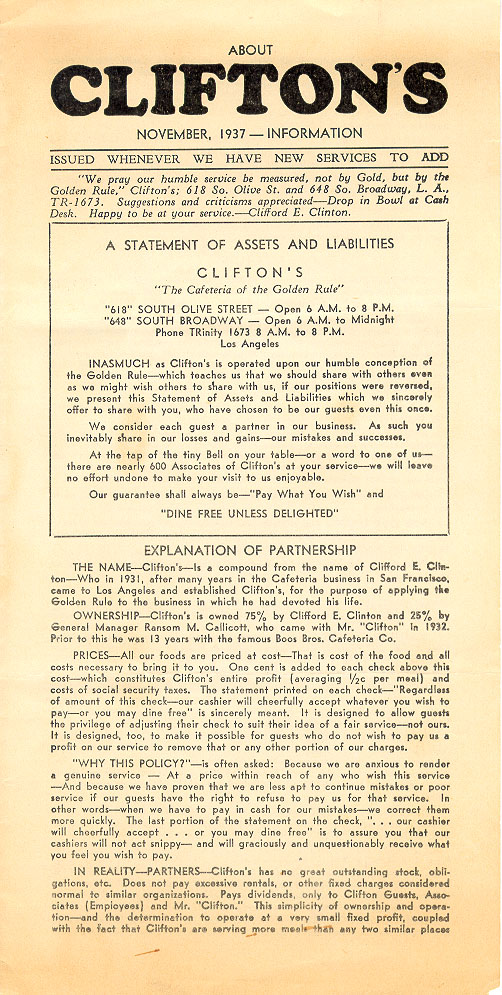 ABOUT
CLIFTON'S
NOVEMBER, 1937 — INFORMATION
ISSUED WHENEVER WE HAVE NEW SERVICES TO ADD
"We pray our humble service be measured, not by Gold, but by the
Golden Rule," Clifton's; 618 So. Olive St. and 648 So. Broadway, L. A.,
TR-1673. Suggestions and criticisms appreciated—Drop in Bowl at Cash
Desk. Happy to be at your service.—Clifford E. Clinton.
A STATEMENT OF ASSETS AND LIABILITIES
CLIFTON'S
"The Cafeteria of the Golden Rule"
"618" SOUTH OLIVE STREET — Open 6 A.M. to 8 P.M.
"648" SOUTH BROADWAY — Open 6 A.M. to Midnight
Phone TRinity 1673 8 A.M. to 8 P.M.
Los Angeles
INASMUCH as Clifton's is operated upon our humble conception of
the Golden Rule—which teaches us that we should share with others even
as we might wish others to share with us, if our positions were reversed,
we present this Statement of Assets and Liabilities which we sincerely
offer to share with you, who have chosen to be our guests even this once.
We consider each guest a partner in our business. As such you
inevitably share in our losses and gains—our mistakes and successes.
At the tap of the tiny Bell on your table—or a word to one of us—
there are nearly 600 Associates of Clifton's at your service—we will leave
no effort undone to make your visit to us enjoyable.
Our guarantee shall always be—"Pay What You Wish" and
"DINE FREE UNLESS DELIGHTED"
EXPLANATION OF PARTNERSHIP
THE NAME—Clifton's—Is a compound from the name of Clifford E. Clin-
ton—Who in 1931, after many years in the Cafeteria business in San Francisco,
came to Los Angeles and established Clifton's, for the purpose of applying the
Golden Rule to the business in which he had devoted his life.
OWNERSHIP—Clifton's is owned 75% by Clifford E. Clinton and 25% by
General Manager Ransom M. Callicott, who came with Mr. "Clifton" in 1932.
Prior to this he was 13 years with the famous Boos Bros. Cafeteria Co.
PRICES—All our foods are priced at cost—That is cost of the food and all
costs necessary to bring it to you. One cent is added to each check above this
cost—which constitutes Clifton's entire profit (averaging ½c per meal) and
costs of social security taxes. The statement printed on each check—"Regardless
of amount of this check—our cashier will cheerfully accept whatever you wish to
pay—or you may dine free" is sincerely meant. It is designed to allow guests
the privilege of adjusting their check to suit their idea of a fair service—not ours.
It is designed, too, to make it possible for guests who do not wish to pay us a
profit on our service to remove that or any other portion of our charges.
"WHY THIS POLICY?"—is often asked: Because we are anxious to render
a genuine service — At a price within reach of any who wish this service
—And because we have proven that we are less apt to continue mistakes or poor
service if our guests have the right to refuse to pay us for that service. In
other words—when we have to pay in cash for our mistakes—we correct them
more quickly. The last portion of the statement on the check, ". . . our cashier
will cheerfully accept . . . or you may dine free" is to assure you that our
cashiers will not act snippy— and will graciously and unquestionably receive what
you feel you wish to pay.
IN REALITY—PARTNERS—Clifton's has no great outstanding stock, obli-
gations, etc. Does not pay excessive rentals, or other fixed charges considered
normal to similar organizations. Pays dividends, only to Clifton Guests, Asso-
ciates (Employees) and Mr. "Clifton." This simplicity of ownership and opera-
tion—and the determination to operate at a very small fixed profit, coupled
with the fact that Clifton's are serving more meals than any two similar places